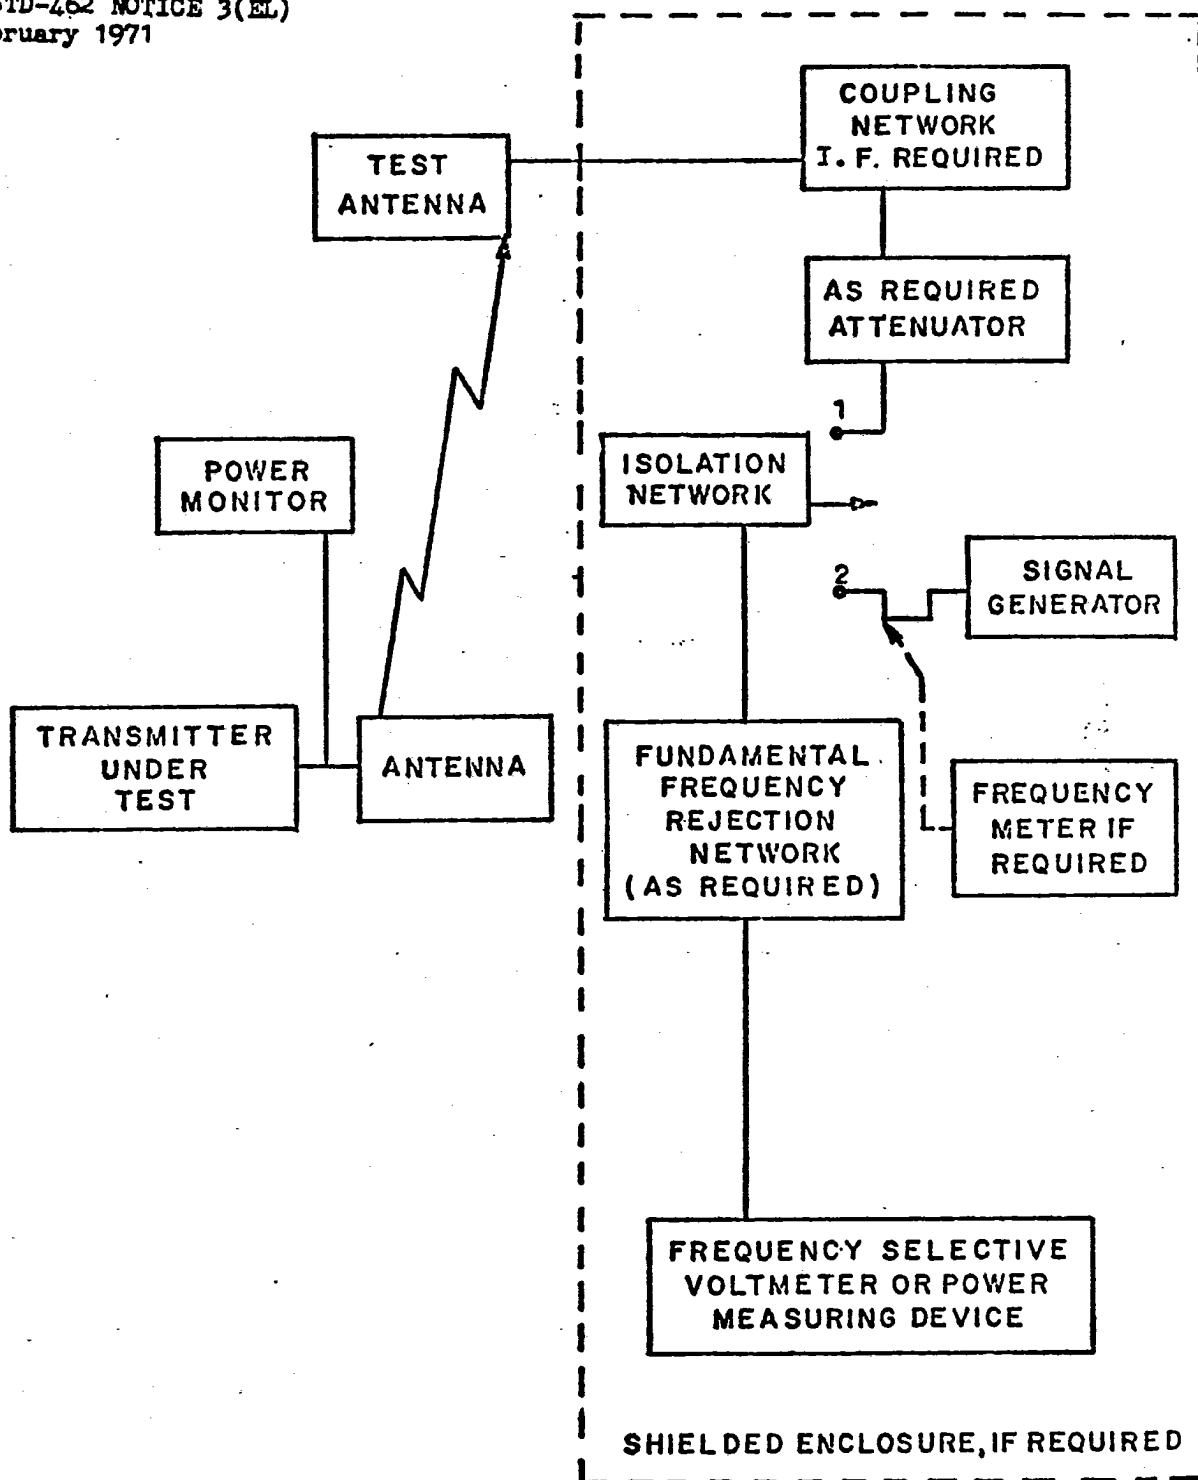 STD-462 NOTICE 3(EL)
ruary 1971
COUPLING
NETWORK
I.F. REQUIRED
TEST
ANTENNA
AS REQUIRED
ATTENUATOR
1
ISOLATION
NETWORK
POWER
MONITOR
2
SIGNAL
GENERATOR
TRANSMITTER
UNDER
TEST
ANTENNA
FUNDAMENTAL
FREQUENCY
REJECTION
NETWORK
(AS REQUIRED)
FREQUENCY
METER IF
REQUIRED
FREQUENCY SELECTIVE
VOLTMETER OR POWER
MEASURING DEVICE
SHIELDED ENCLOSURE, IF REQUIRED